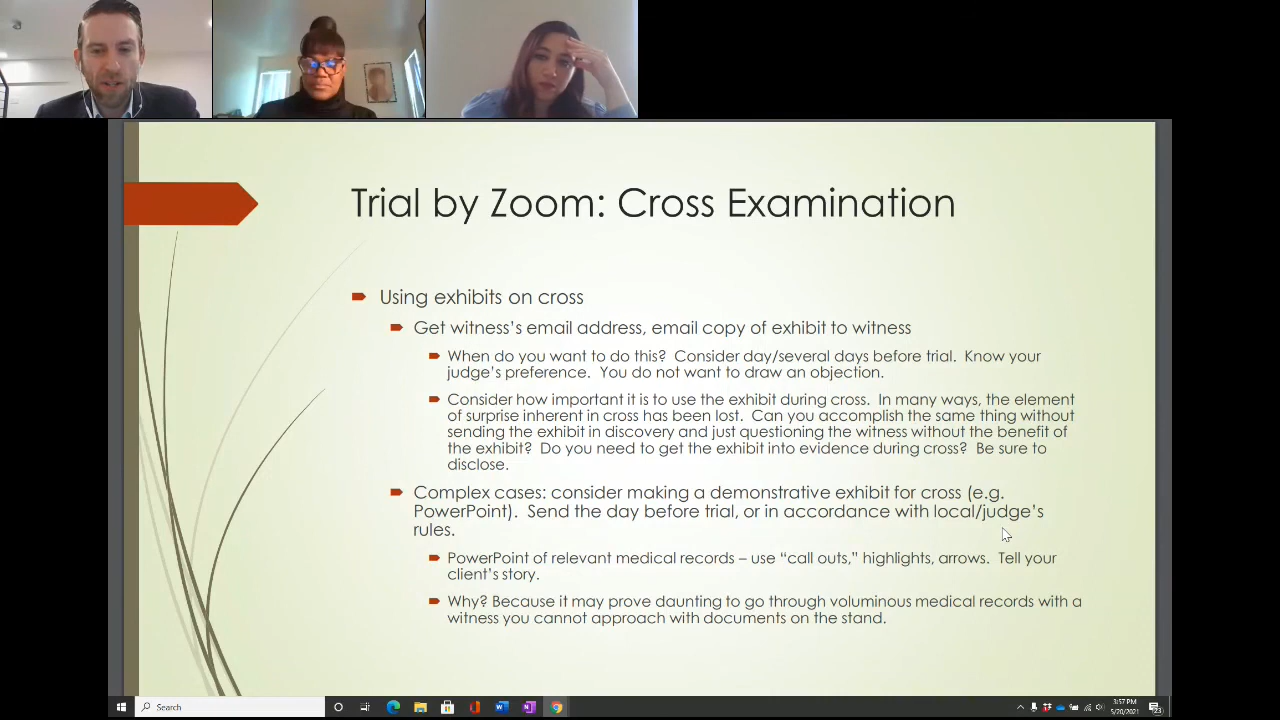 Trial by Zoom: Cross Examination
Using exhibits on cross
Get witness's email address, email copy of exhibit to witness
When do you want to do this? Consider day/several days before trial. Know your
judge's preference. You do not want to draw an objection.
Consider how important it is to use the exhibit during cross. In many ways, the element
of surprise inherent in cross has been lost. Can you accomplish the same thing without
sending the exhibit in discovery and just questioning the witness without the benefit of
the exhibit? Do you need to get the exhibit into evidence during cross? Be sure to
disclose.
Complex cases: consider making a demonstrative exhibit for cross (e.g.
PowerPoint). Send the day before trial, or in accordance with local/judge's
rules.
PowerPoint of relevant medical records – use “call outs,” highlights, arrows. Tell your
client's story.
Why? Because it may prove daunting to go through voluminous medical records with a
witness you cannot approach with documents on the stand.
Search
3:57 PM
5/20/2021